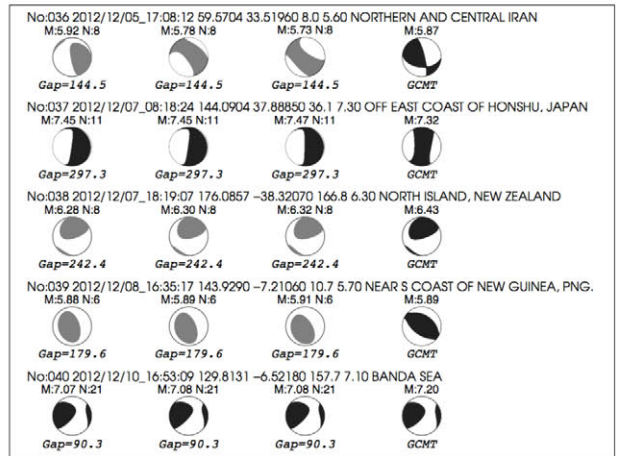 No:036 2012/12/05_17:08:12 59.5704 33.51960 8.0 5.60 NORTHERN AND CENTRAL IRAN
M:5.92 N:8 M:5.78 N:8 M:5.73 N:8 M:5.87
Gap=144.5 Gap=144.5 Gap=144.5 GCMT
No:037 2012/12/07_08:18:24 144.0904 37.88850 36.1 7.30 OFF EAST COAST OF HONSHU, JAPAN
M:7.45 N:11 M:7.45 N:11 M:7.47 N:11 M:7.32
Gap=297.3 Gap=297.3 Gap=297.3 GCMT
No:038 2012/12/07_18:19:07 176.0857 −38.32070 166.8 6.30 NORTH ISLAND, NEW ZEALAND
M:6.28 N:8 M:6.30 N:8 M:6.32 N:8 M:6.43
Gap=242.4 Gap=242.4 Gap=242.4 GCMT
No:039 2012/12/08_16:35:17 143.9290 −7.21060 10.7 5.70 NEAR S COAST OF NEW GUINEA, PNG.
M:5.88 N:6 M:5.89 N:6 M:5.91 N:6 M:5.89
Gap=179.6 Gap=179.6 Gap=179.6 GCMT
No:040 2012/12/10_16:53:09 129.8131 −6.52180 157.7 7.10 BANDA SEA
M:7.07 N:21 M:7.08 N:21 M:7.08 N:21 M:7.20
Gap=90.3 Gap=90.3 Gap=90.3 GCMT